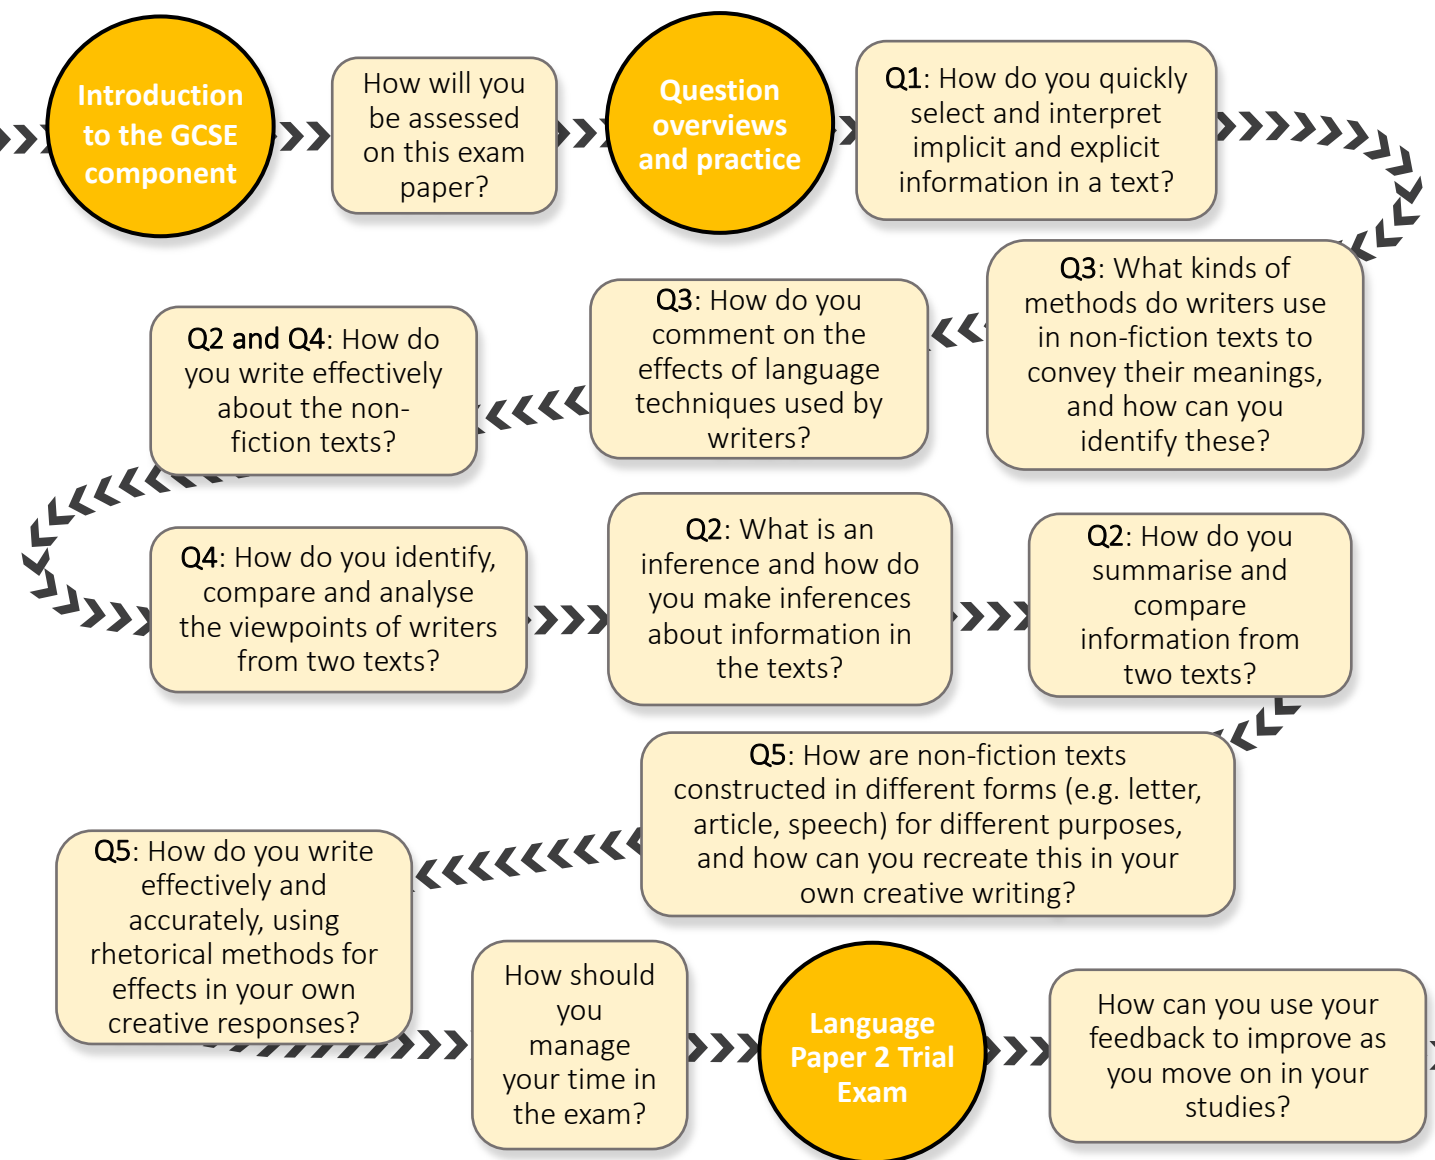 Introduction
to the GCSE
component
How will you
be assessed
on this exam
paper?
Question
overviews
and practice
Q1: How do you quickly
select and interpret
implicit and explicit
information in a text?
Q3: What kinds of
methods do writers use
in non-fiction texts to
convey their meanings,
and how can you
identify these?
Q3: How do you
comment on the
effects of language
techniques used by
writers?
Q2 and Q4: How do
you write effectively
about the non-
fiction texts?
Q4: How do you identify,
compare and analyse
the viewpoints of writers
from two texts?
Q2: What is an
inference and how do
you make inferences
about information in
the texts?
Q2: How do you
summarise and
compare
information from
two texts?
Q5: How are non-fiction texts
constructed in different forms (e.g. letter,
article, speech) for different purposes,
and how can you recreate this in your
own creative writing?
Q5: How do you write
effectively and
accurately, using
rhetorical methods for
effects in your own
creative responses?
How should
you
manage
your time in
the exam?
Language
Paper 2 Trial
Exam
How can you use your
feedback to improve as
you move on in your
studies?